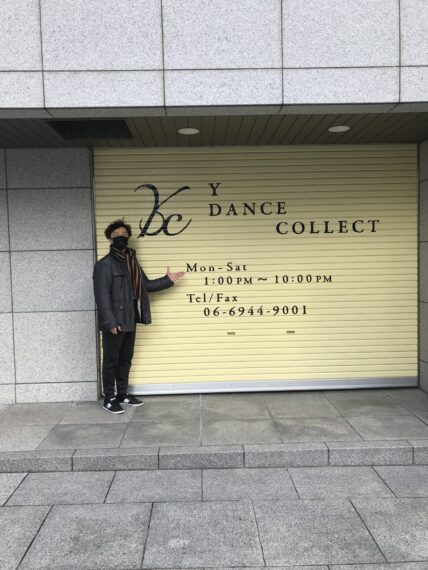 Yc
Y
DANCE
COLLECT
Mon-Sat
1:00PM～10:00PM
Tel/Fax
06-6944-9001